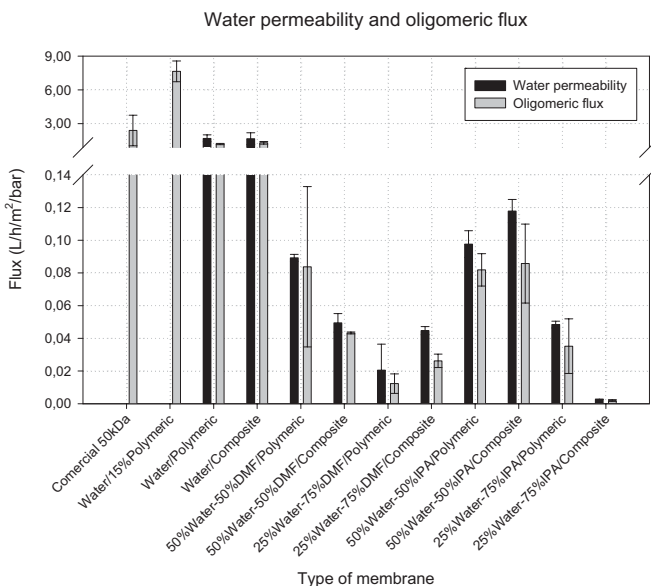 Water permeability and oligomeric flux
9,00
6,00
3,00
0,14
0,12
0,10
0,08
0,06
0,04
0,02
0,00
Flux (L/h/m²/bar)
Water permeability
Oligomeric flux
Comercial 50kDa
Water/15%Polymeric
Water/Polymeric
Water/Composite
50%Water-50%DMF/Polymeric
50%Water-50%DMF/Composite
25%Water-75%DMF/Polymeric
25%Water-75%DMF/Composite
50%Water-50%IPA/Polymeric
50%Water-50%IPA/Composite
25%Water-75%IPA/Polymeric
25%Water-75%IPA/Composite
Type of membrane